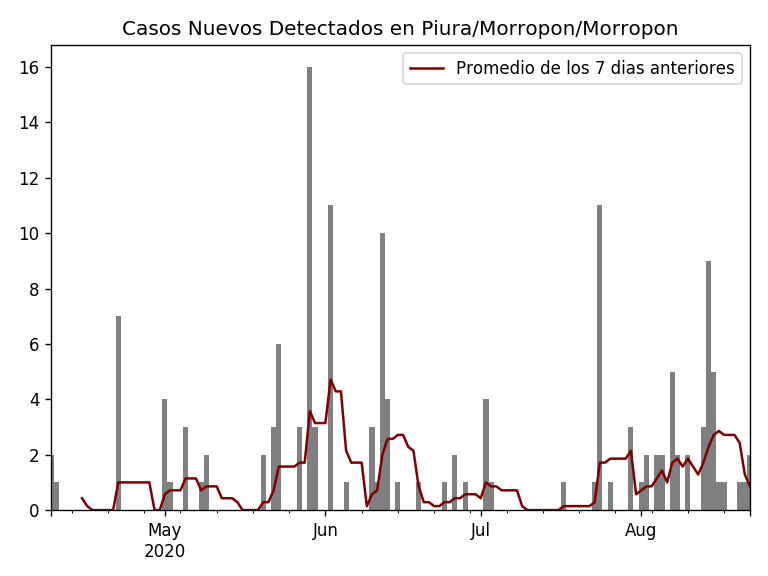 Casos Nuevos Detectados en Piura/Morropon/Morropon
Promedio de los 7 dias anteriores
16
14
12
10
8
6
4
2
0
May
2020
Jun
Jul
Aug